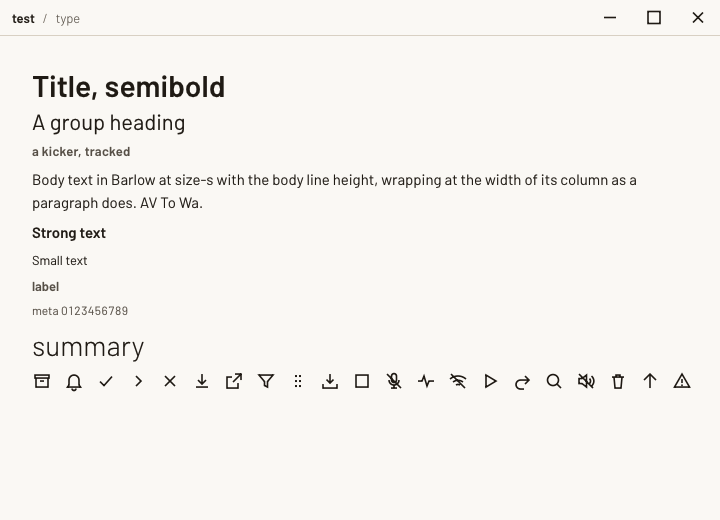 test / type
Title, semibold
A group heading
a kicker, tracked
Body text in Barlow at size-s with the body line height, wrapping at the width of its column as a
paragraph does. AV To Wa.
Strong text
Small text
label
meta 0123456789
summary